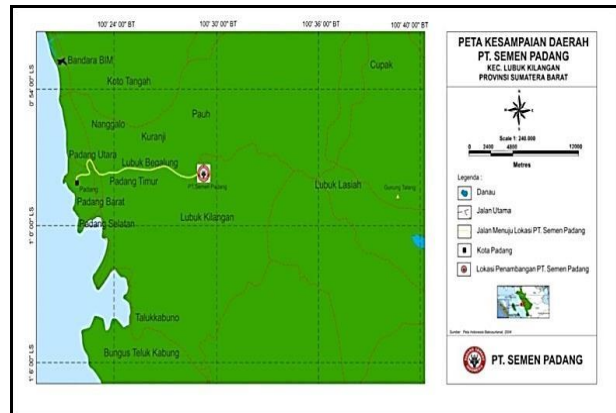 100° 24' 00" BT
100° 30' 00" BT
100° 36' 00" BT
100° 40' 00" BT
0° 54' 00" LS
1° 0' 00" LS
1° 6' 00" LS
Bandara BIM
Cupak
Koto Tangah
Pauh
Nanggalo
Kuranji
Padang Utara
Lubuk Begalung
Padang
Padang Timur
PT.Semen Padang
Lubuk Lasiah
Gunung Talang
Padang Barat
Lubuk Kilangan
Padang Selatan
Talukkabuno
Bungus Teluk Kabung
PETA KESAMPAIAN DAERAH
PT. SEMEN PADANG
KEC. LUBUK KILANGAN
PROVINSI SUMATERA BARAT
Scale 1: 240.000
0 2400 4800 12000
Metres
Legenda :
Danau
Jalan Utama
Jalan Menuju Lokasi PT. Semen Padang
Kota Padang
Lokasi Penambangan PT. Semen Padang
PT. SEMEN PADANG